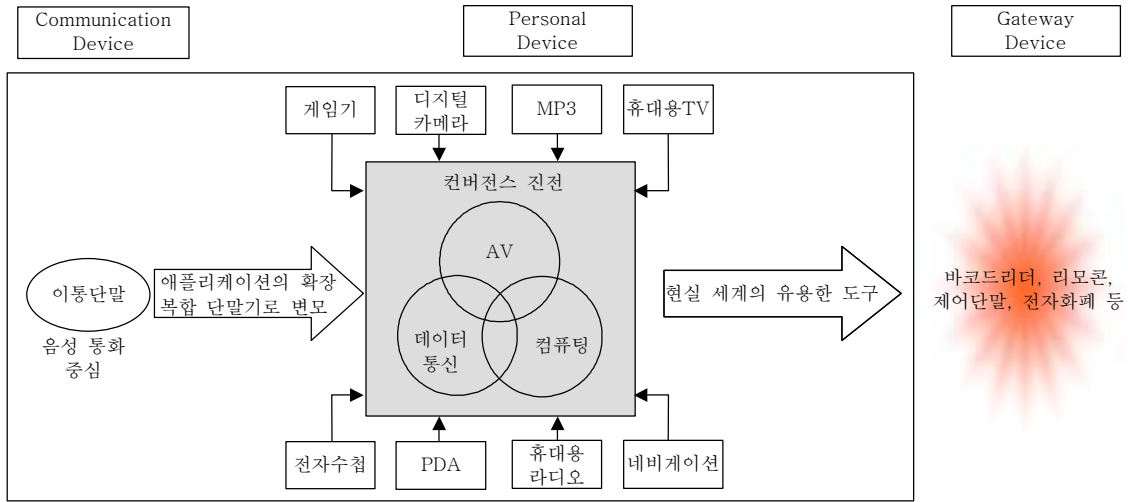 Communication
Device
Personal
Device
Gateway
Device
게임기
디지털
카메라
MP3
휴대용TV
컨버전스 진전
AV
데이터
통신
컴퓨팅
이통단말
음성 통화
중심
애플리케이션의 확장
복합 단말기로 변모
현실 세계의 유용한 도구
바코드리더, 리모콘,
제어단말, 전자화폐 등
전자수첩
PDA
휴대용
라디오
네비게이션